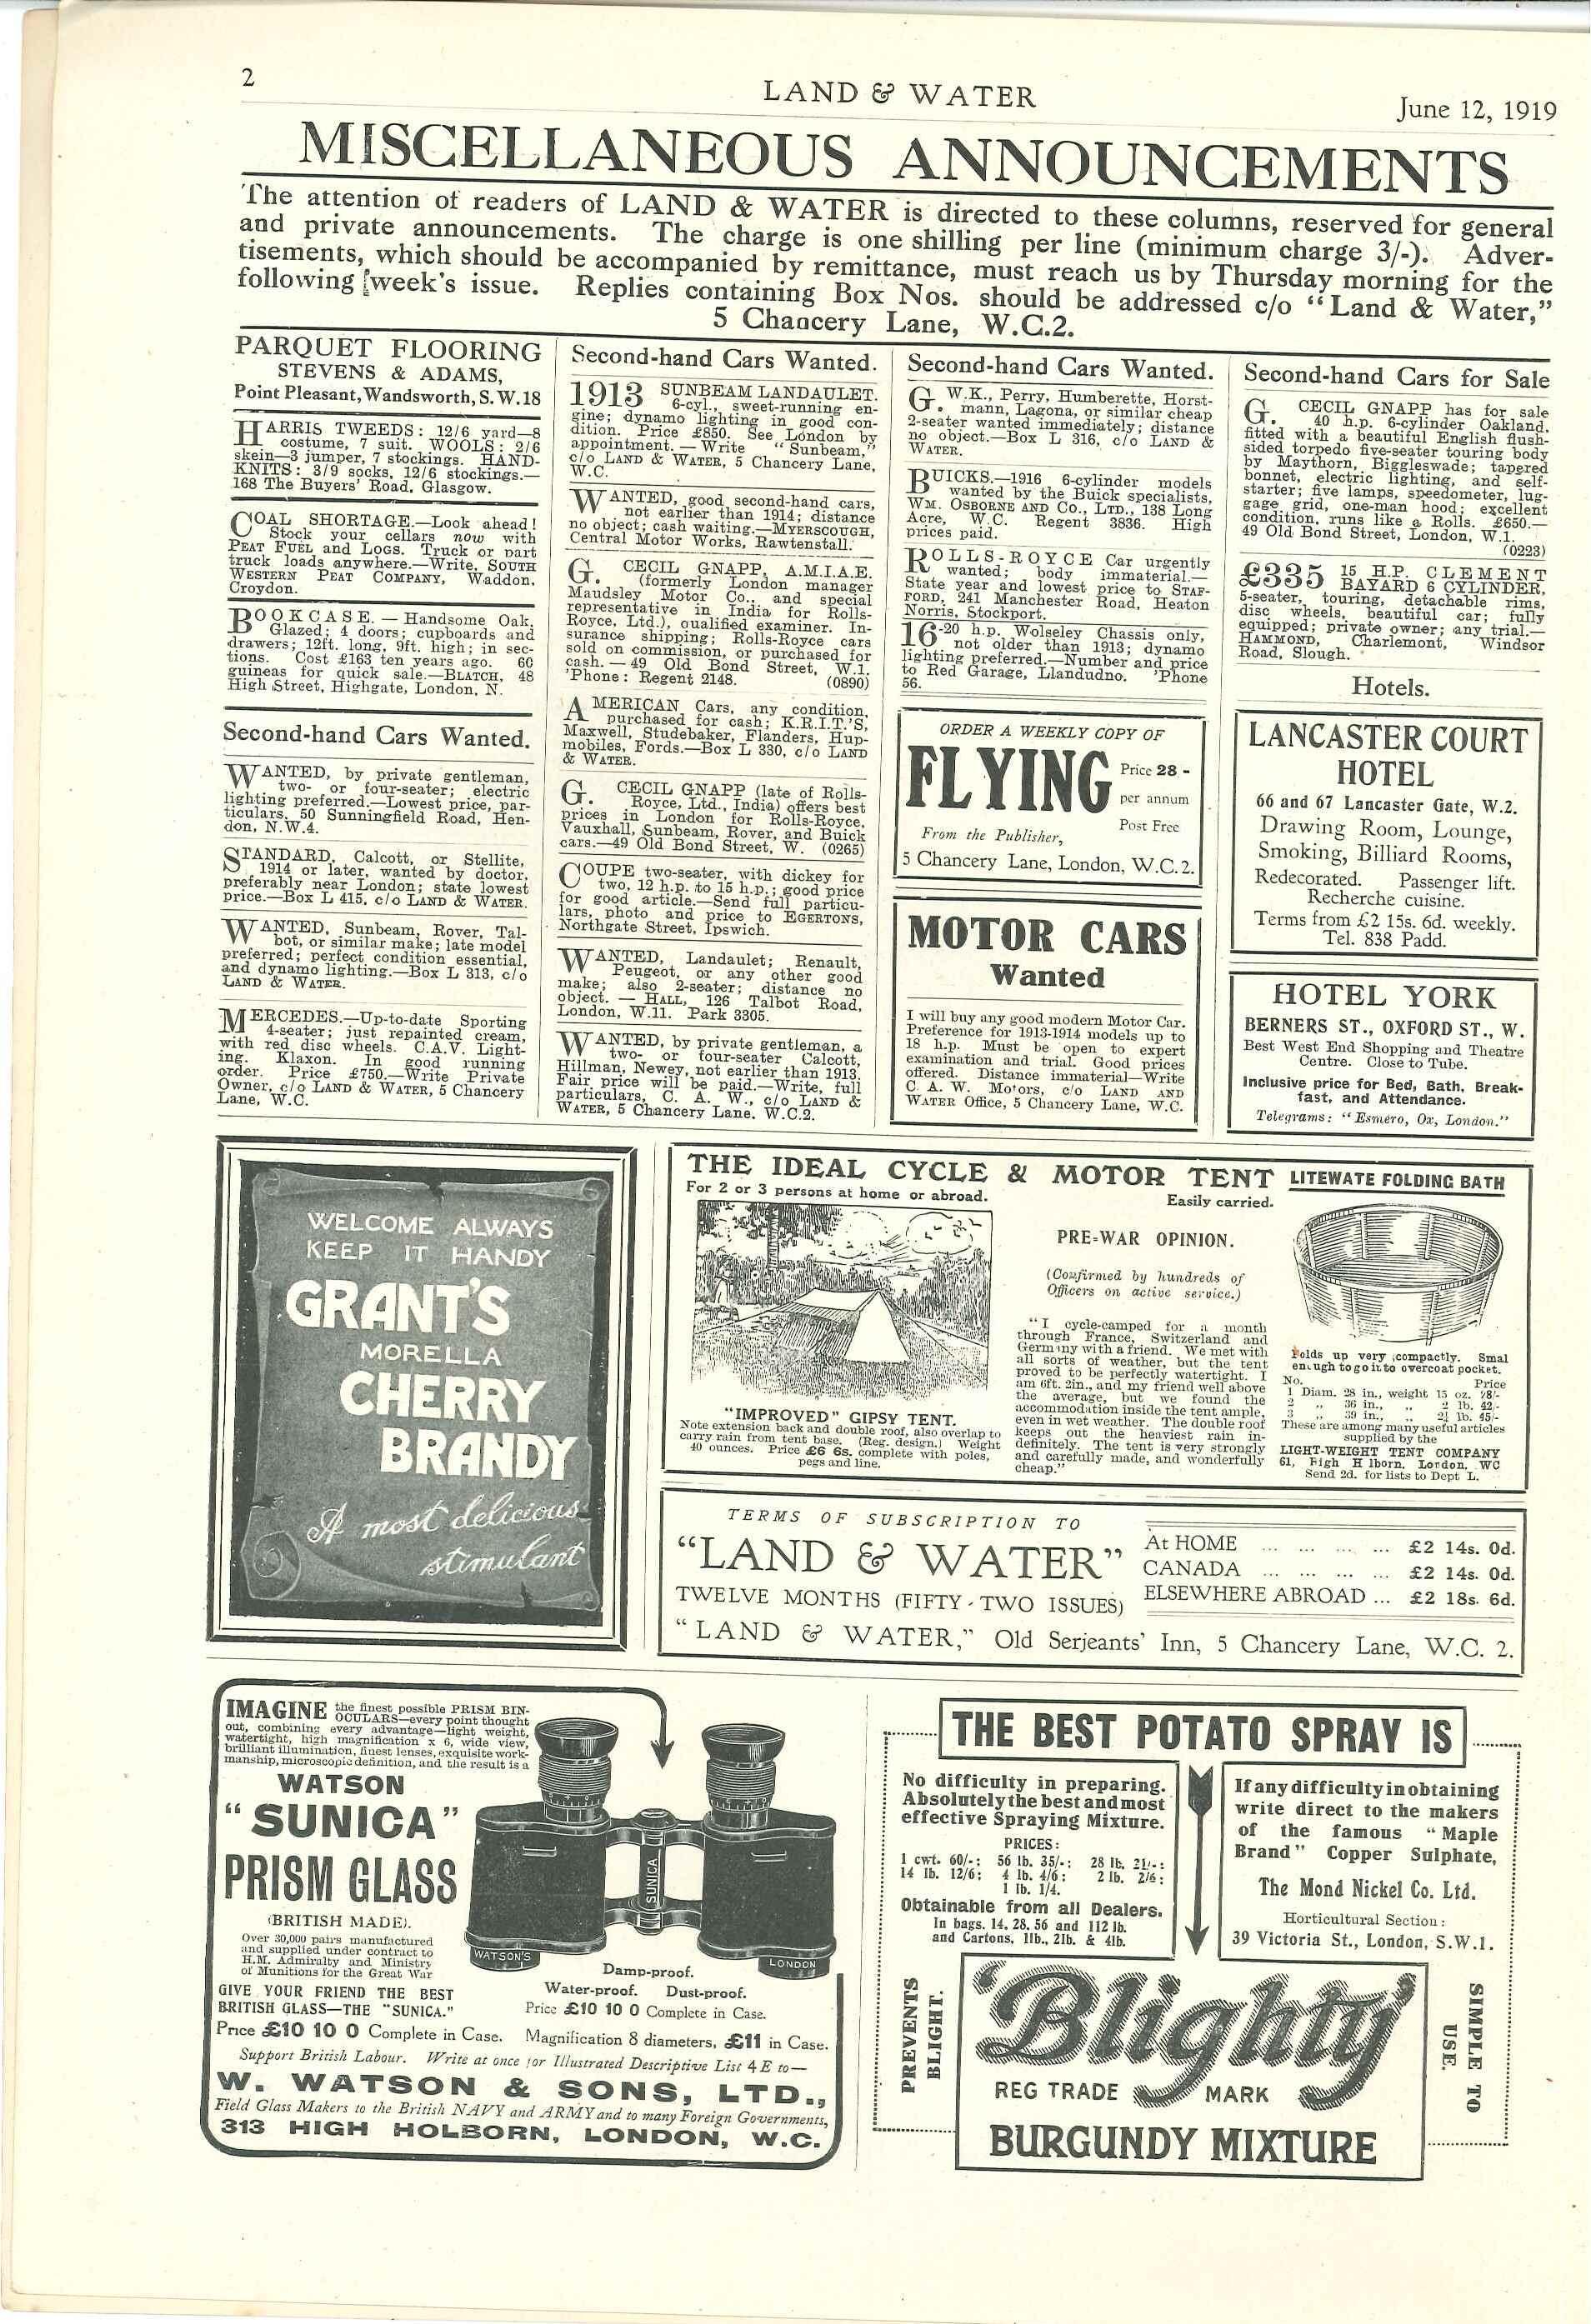 2
LAND & WATER
June 12, 1919
MISCELLANEOUS ANNOUNCEMENTS
The attention of readers of LAND & WATER is directed to these columns, reserved for general
and private announcements. The charge is one shilling per line (minimum charge 3/-). Adver-
tisements, which should be accompanied by remittance, must reach us by Thursday morning for the
following week's issue. Replies containing Box Nos. should be addressed c/o "Land & Water,"
5 Chancery Lane, W.C.2.
PARQUET FLOORING
STEVENS & ADAMS,
Point Pleasant, Wandsworth, S.W.18
HARRIS TWEEDS: 12/6 yard—8
costume, 7 suit. WOOLS: 2/6
skein—3 jumper, 7 stockings. HAND-
KNITS: 3/9 socks, 12/6 stockings.—
168 The Buyers' Road, Glasgow.
COAL SHORTAGE.—Look ahead!
Stock your cellars now with
PEAT FUEL and LOGS. Truck or part
truck loads anywhere.—Write, SOUTH
WESTERN PEAT COMPANY, Waddon,
Croydon.
BOOKCASE. — Handsome Oak,
Glazed; 4 doors; cupboards and
drawers; 12ft. long, 9ft. high; in sec-
tions. Cost £163 ten years ago. 60
guineas for quick sale.—BLATCH, 48
High Street, Highgate, London, N.
Second-hand Cars Wanted.
WANTED, by private gentleman,
two- or four-seater; electric
lighting preferred.—Lowest price, par-
ticulars, 50 Sunningfield Road, Hen-
don, N.W.4.
STANDARD, Calcott, or Stellite,
1914 or later, wanted by doctor,
preferably near London; state lowest
price.—Box L 415, c/o LAND & WATER.
WANTED, Sunbeam, Rover, Tal-
bot, or similar make; late model
preferred; perfect condition essential,
and dynamo lighting.—Box L 313, c/o
LAND & WATER.
MERCEDES.—Up-to-date Sporting
4-seater; just repainted cream,
with red disc wheels. C.A.V. Light-
ing. Klaxon. In good running
order. Price £750.—Write Private
Owner, c/o LAND & WATER, 5 Chancery
Lane, W.C.
Second-hand Cars Wanted.
1913 SUNBEAM LANDAULET.
6-cyl., sweet-running en-
gine; dynamo lighting in good con-
dition. Price £850. See London by
appointment.—Write "Sunbeam,"
c/o LAND & WATER, 5 Chancery Lane,
W.C.
WANTED, good second-hand cars,
not earlier than 1914; distance
no object; cash waiting.—MYERSCOUGH,
Central Motor Works, Rawtenstall.
G. CECIL GNAPP, A.M.I.A.E.
(formerly London manager
Maudsley Motor Co., and special
representative in India for Rolls-
Royce, Ltd.), qualified examiner. In-
surance shipping; Rolls-Royce cars
sold on commission, or purchased for
cash.—49 Old Bond Street, W.1.
'Phone: Regent 2148. (0890)
AMERICAN Cars, any condition,
purchased for cash; K.R.I.T.'S,
Maxwell, Studebaker, Flanders, Hup-
mobiles, Fords.—Box L 330, c/o LAND
& WATER.
G. CECIL GNAPP (late of Rolls-
Royce, Ltd., India) offers best
prices in London for Rolls-Royce,
Vauxhall, Sunbeam, Rover, and Buick
cars.—49 Old Bond Street, W. (0265)
COUPE two-seater, with dickey for
two, 12 h.p. to 15 h.p.; good price
for good article.—Send full particu-
lars, photo and price to EGERTONS,
Northgate Street, Ipswich.
WANTED, Landaulet; Renault,
Peugeot, or any other good
make; also 2-seater; distance no
object. — HALL, 126 Talbot Road,
London, W.11. Park 3305.
WANTED, by private gentleman, a
two- or four-seater Calcott,
Hillman, Newey, not earlier than 1913.
Fair price will be paid.—Write, full
particulars, C. A. W., c/o LAND &
WATER, 5 Chancery Lane, W.C.2.
Second-hand Cars Wanted.
G. W.K., Perry, Humberette, Horst-
mann, Lagona, or similar cheap
2-seater wanted immediately; distance
no object.—Box L 316, c/o LAND &
WATER.
BUICKS.—1916 6-cylinder models
wanted by the Buick specialists,
WM. OSBORNE AND CO., LTD., 138 Long
Acre, W.C. Regent 3836. High
prices paid.
ROLLS-ROYCE Car urgently
wanted; body immaterial.—
State year and lowest price to STAF-
FORD, 241 Manchester Road, Heaton
Norris, Stockport.
16-20 h.p. Wolseley Chassis only,
not older than 1913; dynamo
lighting preferred.—Number and price
to Red Garage, Llandudno. 'Phone
56.
ORDER A WEEKLY COPY OF
FLYING
Price 28 -
per annum
Post Free
From the Publisher,
5 Chancery Lane, London, W.C.2.
MOTOR CARS
Wanted
I will buy any good modern Motor Car.
Preference for 1913-1914 models up to
18 h.p. Must be open to expert
examination and trial. Good prices
offered. Distance immaterial—Write
C. A. W. Motors, c/o LAND AND
WATER Office, 5 Chancery Lane, W.C.
Second-hand Cars for Sale
G. CECIL GNAPP has for sale
40 h.p. 6-cylinder Oakland,
fitted with a beautiful English flush-
sided torpedo five-seater touring body
by Maythorn, Biggleswade; tapered
bonnet, electric lighting, and self-
starter; five lamps, speedometer, lug-
gage grid, one-man hood; excellent
condition, runs like a Rolls. £650.—
49 Old Bond Street, London, W.1.
(0223)
£335 15 H.P. CLEMENT
BAYARD 6 CYLINDER,
5-seater, touring, detachable rims,
disc wheels, beautiful car; fully
equipped; private owner; any trial.—
HAMMOND, Charlemont, Windsor
Road, Slough.
Hotels.
LANCASTER COURT
HOTEL
66 and 67 Lancaster Gate, W.2.
Drawing Room, Lounge,
Smoking, Billiard Rooms,
Redecorated. Passenger lift.
Recherche cuisine.
Terms from £2 15s. 6d. weekly.
Tel. 838 Padd.
HOTEL YORK
BERNERS ST., OXFORD ST., W.
Best West End Shopping and Theatre
Centre. Close to Tube.
Inclusive price for Bed, Bath, Break-
fast, and Attendance.
Telegrams: "Esmero, Ox, London."
WELCOME ALWAYS
KEEP IT HANDY
GRANT'S
MORELLA
CHERRY
BRANDY
A most delicious
stimulant
THE IDEAL CYCLE & MOTOR TENT
For 2 or 3 persons at home or abroad.
Easily carried.
"IMPROVED" GIPSY TENT.
Note extension back and double roof, also overlap to
carry rain from tent base. (Reg. design.) Weight
40 ounces. Price £6 6s. complete with poles,
pegs and line.
PRE-WAR OPINION.
(Confirmed by hundreds of
Officers on active service.)
"I cycle-camped for a month
through France, Switzerland and
Germany with a friend. We met with
all sorts of weather, but the tent
proved to be perfectly watertight. I
am 6ft. 2in., and my friend well above
the average, but we found the
accommodation inside the tent ample,
even in wet weather. The double roof
keeps out the heaviest rain in-
definitely. The tent is very strongly
and carefully made, and wonderfully
cheap."
LITEWATE FOLDING BATH
Folds up very compactly. Smal
enough to go into overcoat pocket.
No. Price
1 Diam. 28 in., weight 15 oz. 28/-
2 " 36 in., " 2 lb. 42/-
3 " 39 in., " 2½ lb. 45/-
These are among many useful articles
supplied by the
LIGHT-WEIGHT TENT COMPANY
61, High Holborn, London, WC
Send 2d. for lists to Dept L.
TERMS OF SUBSCRIPTION TO
"LAND & WATER"
TWELVE MONTHS (FIFTY-TWO ISSUES)
At HOME ... ... ... ... £2 14s. 0d.
CANADA ... ... ... ... £2 14s. 0d.
ELSEWHERE ABROAD ... £2 18s. 6d.
"LAND & WATER," Old Serjeants' Inn, 5 Chancery Lane, W.C. 2.
IMAGINE the finest possible PRISM BIN-
OCULARS—every point thought
out, combining every advantage—light weight,
watertight, high magnification x 6, wide view,
brilliant illumination, finest lenses, exquisite work-
manship, microscopic definition, and the result is a
WATSON
"SUNICA"
PRISM GLASS
(BRITISH MADE).
Over 30,000 pairs manufactured
and supplied under contract to
H.M. Admiralty and Ministry
of Munitions for the Great War
GIVE YOUR FRIEND THE BEST
BRITISH GLASS—THE "SUNICA."
SUNICA
WATSON'S
LONDON
Damp-proof.
Water-proof. Dust-proof.
Price £10 10 0 Complete in Case.
Price £10 10 0 Complete in Case. Magnification 8 diameters, £11 in Case.
Support British Labour. Write at once for Illustrated Descriptive List 4 E to—
W. WATSON & SONS, LTD.,
Field Glass Makers to the British NAVY and ARMY and to many Foreign Governments,
313 HIGH HOLBORN, LONDON, W.C.
THE BEST POTATO SPRAY IS
No difficulty in preparing.
Absolutely the best and most
effective Spraying Mixture.
PRICES:
1 cwt. 60/-; 56 lb. 35/-; 28 lb. 21/-;
14 lb. 12/6; 4 lb. 4/6; 2 lb. 2/6;
1 lb. 1/4.
Obtainable from all Dealers.
In bags. 14, 28, 56 and 112 lb.
and Cartons, 1lb., 2lb. & 4lb.
If any difficulty in obtaining
write direct to the makers
of the famous "Maple
Brand" Copper Sulphate,
The Mond Nickel Co. Ltd.
Horticultural Section:
39 Victoria St., London, S.W.1.
PREVENTS
BLIGHT.
'Blighty'
REG TRADE MARK
BURGUNDY MIXTURE
SIMPLE TO
USE.